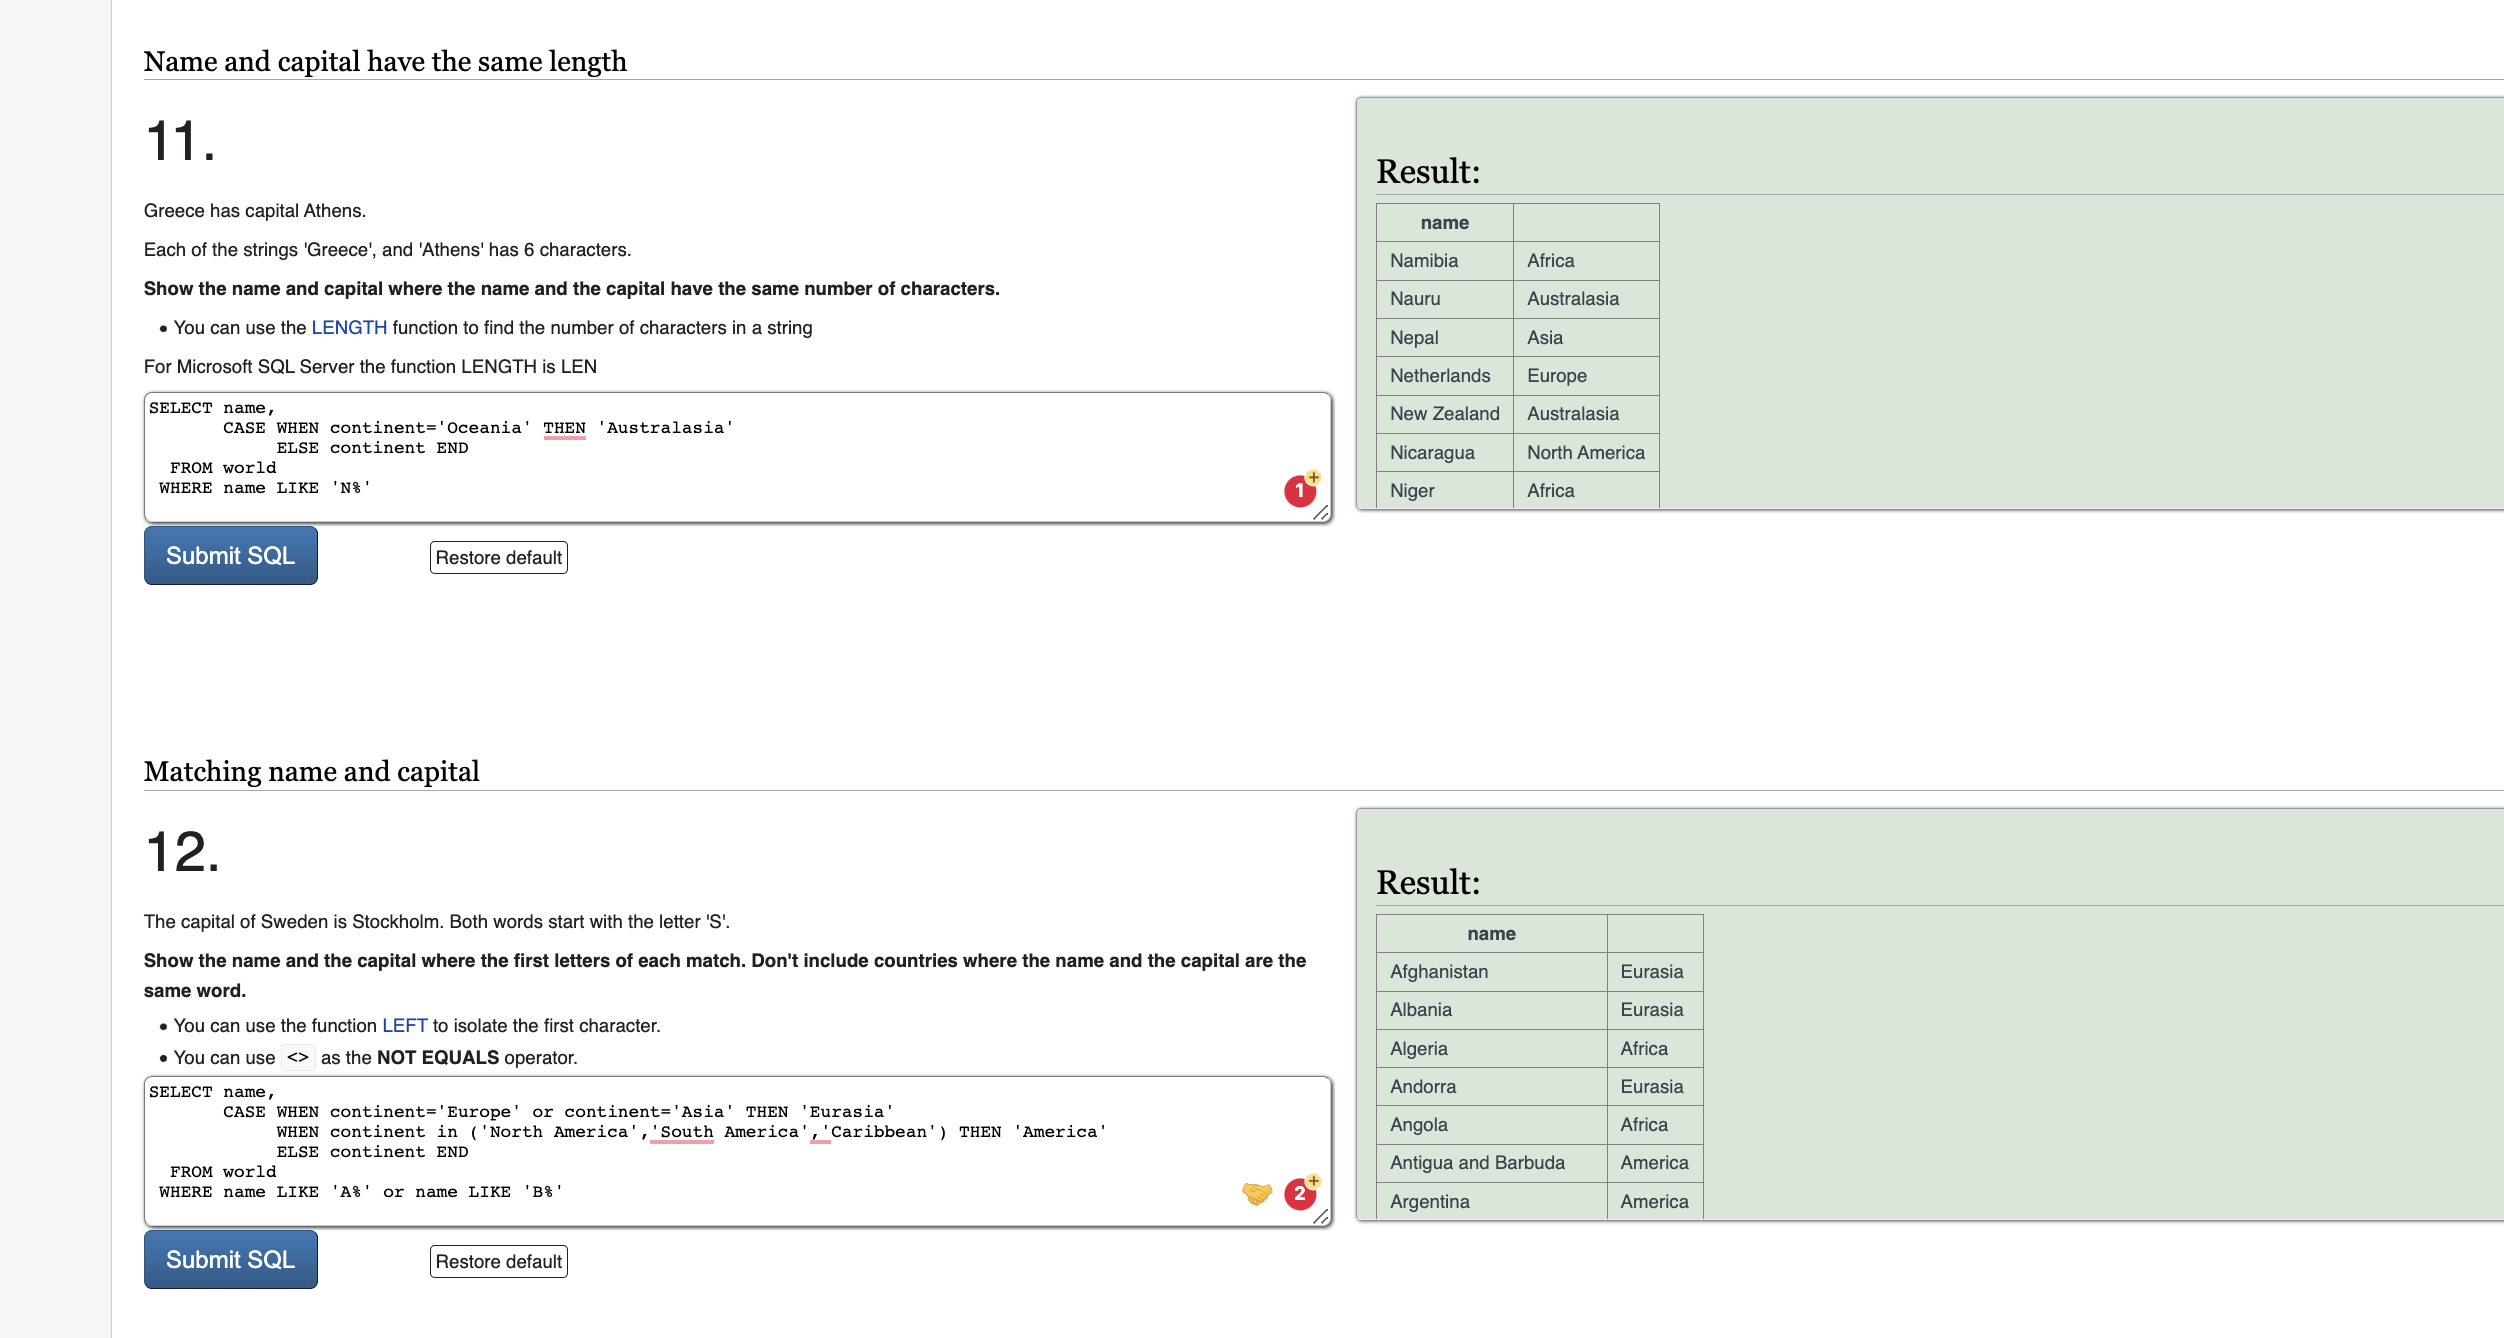 Name and capital have the same length
11.
Greece has capital Athens.
Each of the strings 'Greece', and 'Athens' has 6 characters.
Show the name and capital where the name and the capital have the same number of characters.
• You can use the LENGTH function to find the number of characters in a string
For Microsoft SQL Server the function LENGTH is LEN
SELECT name,
       CASE WHEN continent='Oceania' THEN 'Australasia'
            ELSE continent END
  FROM world
 WHERE name LIKE 'N%'
1
+
Submit SQL
Restore default
Result:
name
Namibia Africa
Nauru Australasia
Nepal Asia
Netherlands Europe
New Zealand Australasia
Nicaragua North America
Niger Africa
Matching name and capital
12.
The capital of Sweden is Stockholm. Both words start with the letter 'S'.
Show the name and the capital where the first letters of each match. Don't include countries where the name and the capital are the
same word.
• You can use the function LEFT to isolate the first character.
• You can use <> as the NOT EQUALS operator.
SELECT name,
       CASE WHEN continent='Europe' or continent='Asia' THEN 'Eurasia'
            WHEN continent in ('North America','South America','Caribbean') THEN 'America'
            ELSE continent END
  FROM world
 WHERE name LIKE 'A%' or name LIKE 'B%'
2
+
Submit SQL
Restore default
Result:
name
Afghanistan Eurasia
Albania Eurasia
Algeria Africa
Andorra Eurasia
Angola Africa
Antigua and Barbuda America
Argentina America